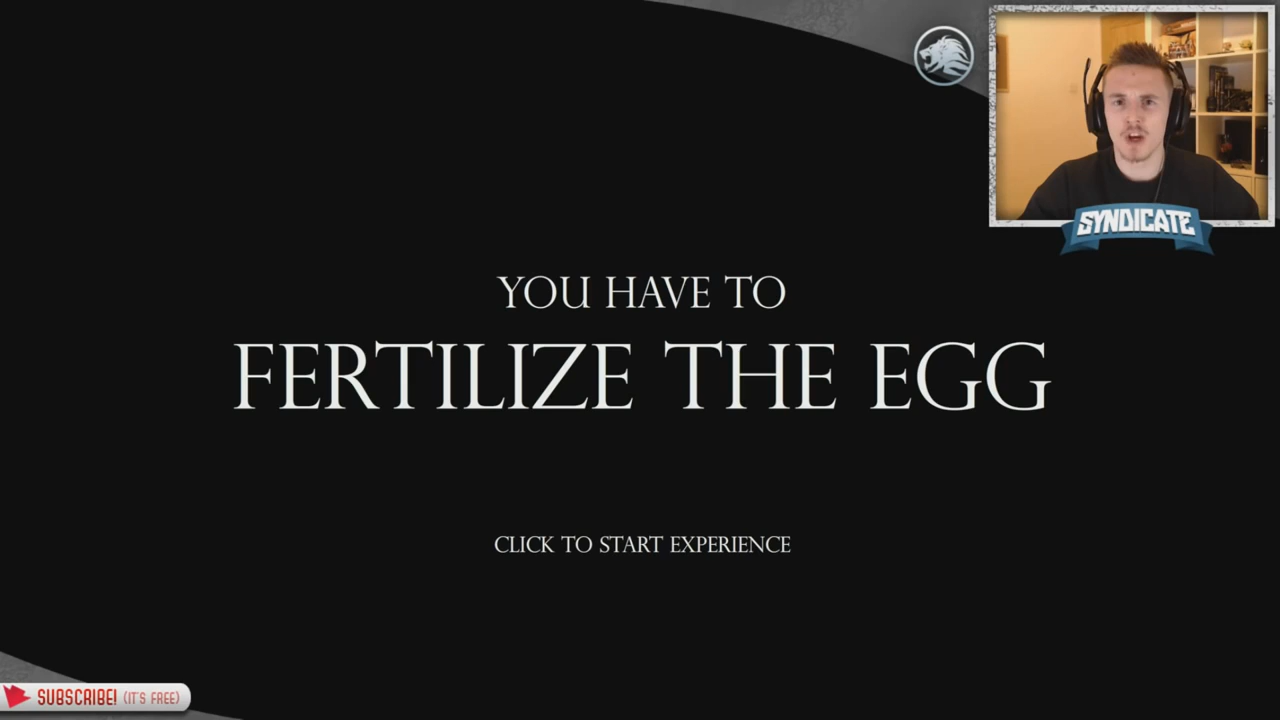 SYNDICATE
YOU HAVE TO
FERTILIZE THE EGG
CLICK TO START EXPERIENCE
SUBSCRIBE! (IT'S FREE)